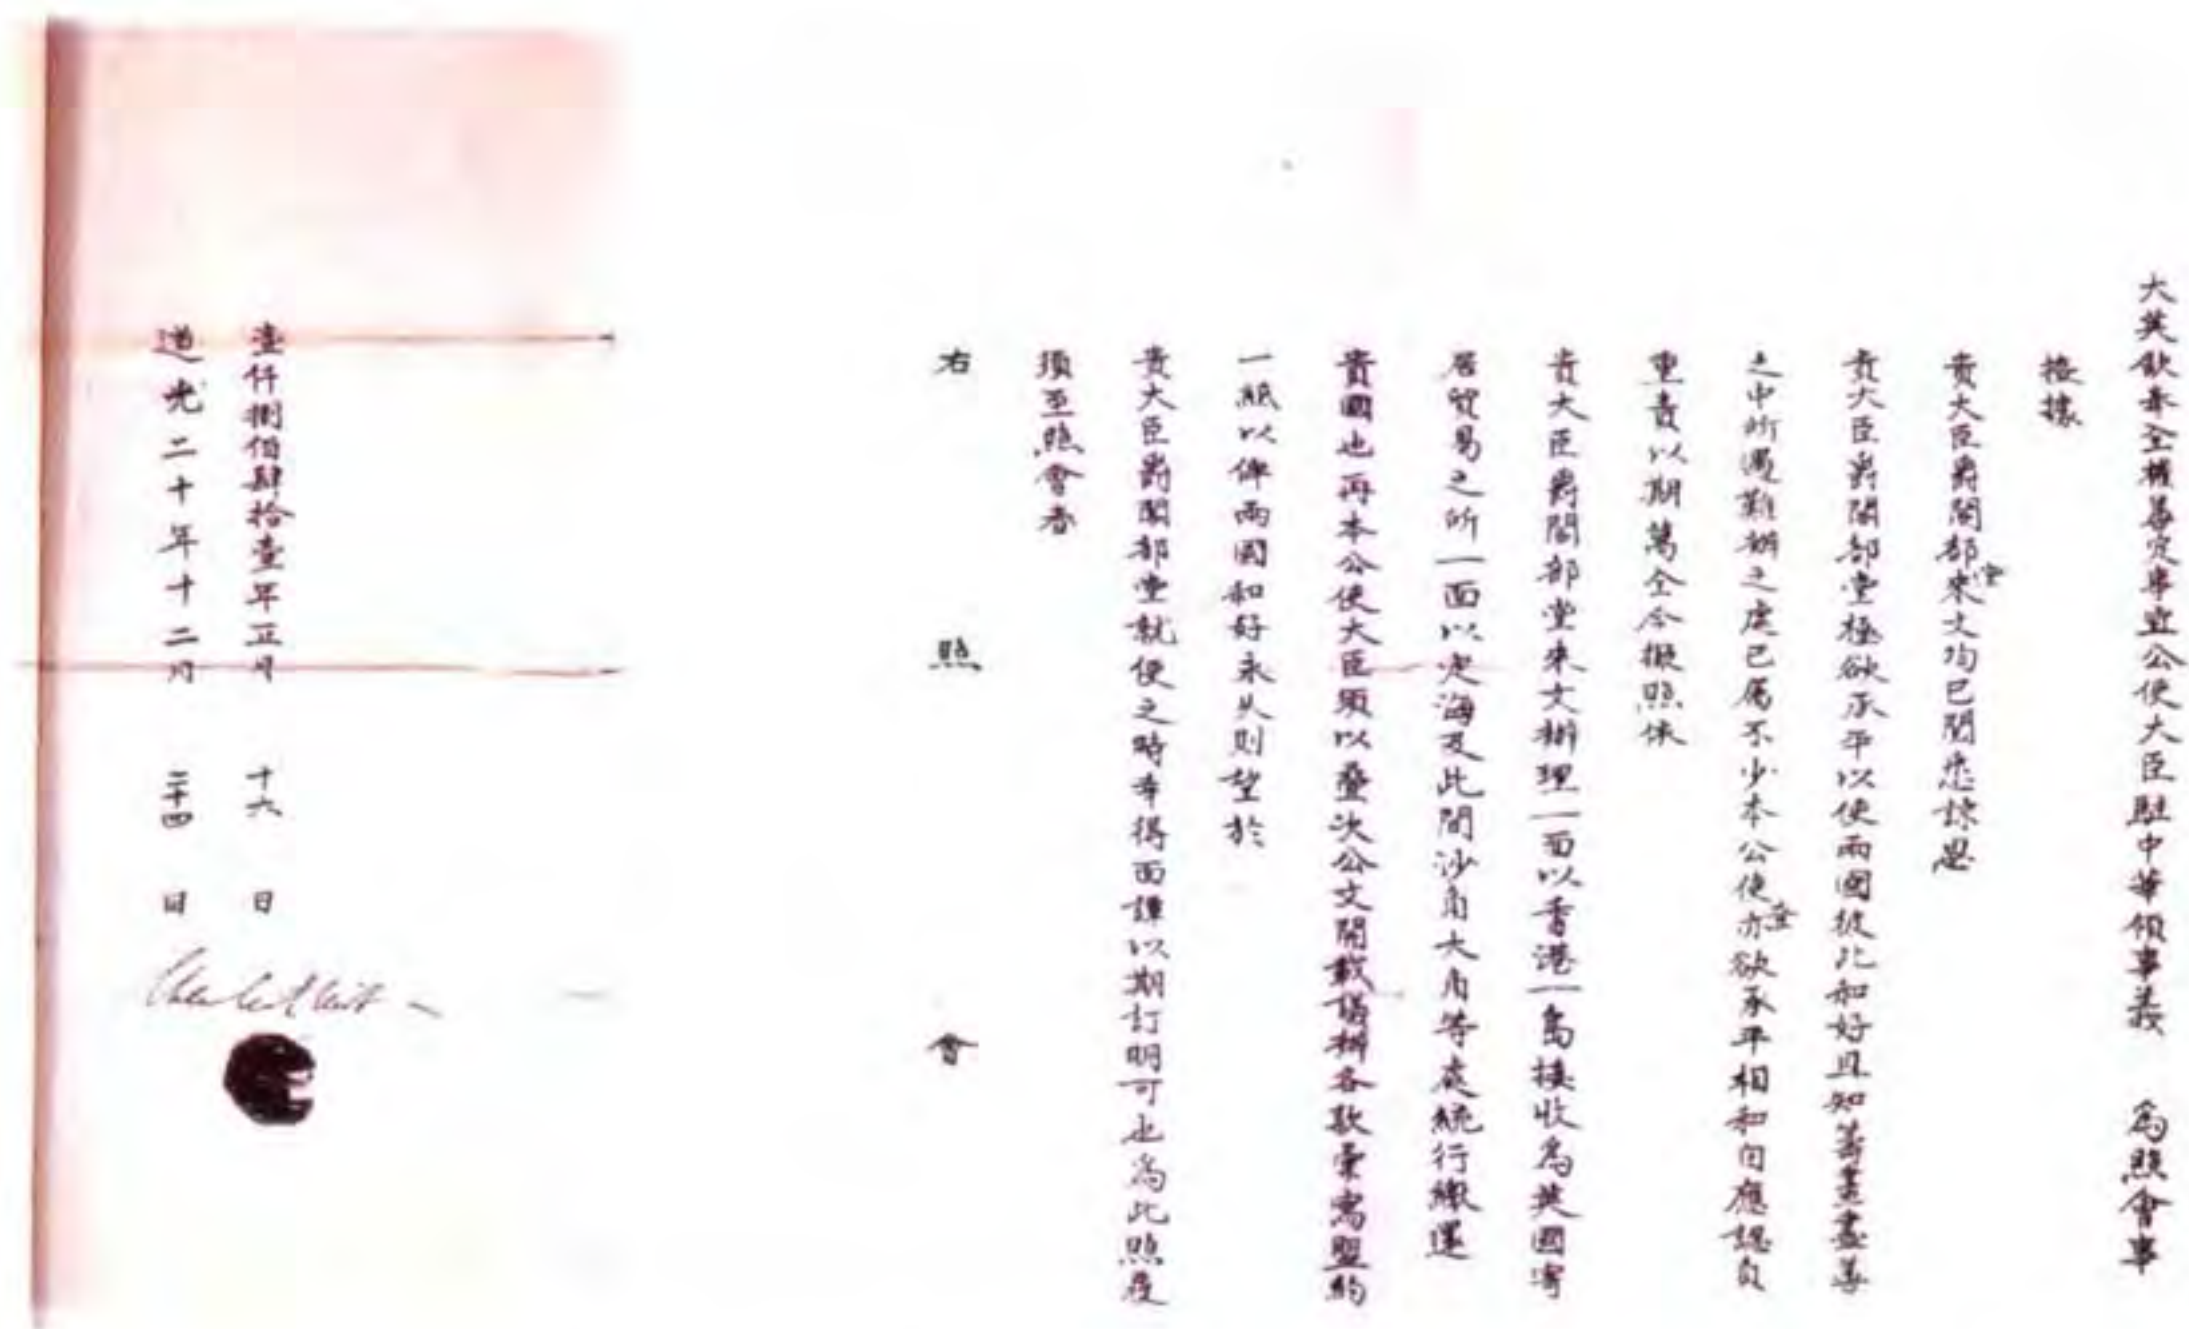 大英欽奉全權善定事宜公使大臣駐中華領事義 為照會事
接據
貴大臣爵閣部堂來文均已閱悉諒思
貴大臣爵閣部堂極欲承平以使兩國彼此和好且知籌畫盡善
之中所遇難辦之處已屬不少本公使大臣亦欲承平相和自應認負
重責以期萬全今擬照依
貴大臣爵閣部堂來文辦理一面以香港一島接收為英國寄
居貿易之所一面以定海及此間沙角大角等處統行繳還
貴國也再本公使大臣須以疊次公文開載議辦各款彙寫盟約
一紙以俾兩國和好永久則望於
貴大臣爵閣部堂就便之時幸得面譚以期訂明可也為此照覆
須至照會者
右 照 會
壹仟捌佰肆拾壹年正月 十六 日
道光二十年十二月 二十四 日